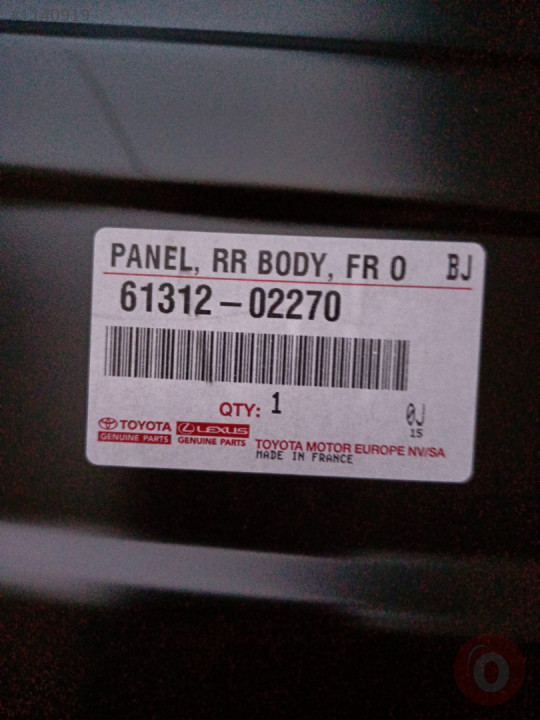 PANEL, RR BODY, FR O BJ
61312-02270
QTY: 1
0J
15
TOYOTA LEXUS
GENUINE PARTS GENUINE PARTS
TOYOTA MOTOR EUROPE NV/SA
MADE IN FRANCE